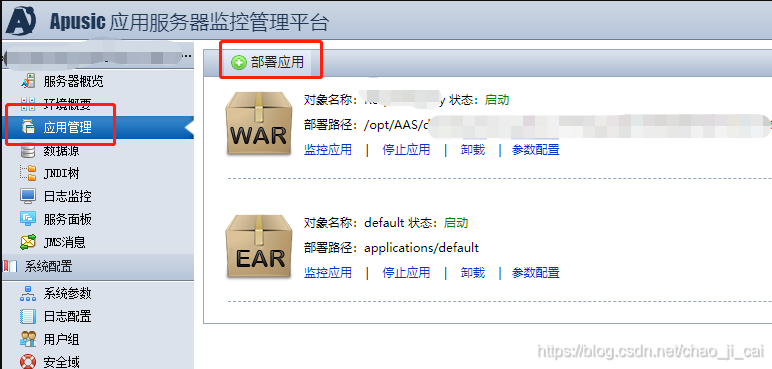 Apusic 应用服务器监控管理平台
...
服务器概览
环境概要
应用管理
数据源
JNDI树
日志监控
服务面板
JMS消息
系统配置
系统参数
日志配置
用户组
安全域
部署应用
WAR
对象名称： 状态：启动
部署路径：/opt/AAS/
监控应用 | 停止应用 | 卸载 | 参数配置
EAR
对象名称：default 状态：启动
部署路径：applications/default
监控应用 | 停止应用 | 卸载 | 参数配置
https://blog.csdn.net/chao_ji_cai